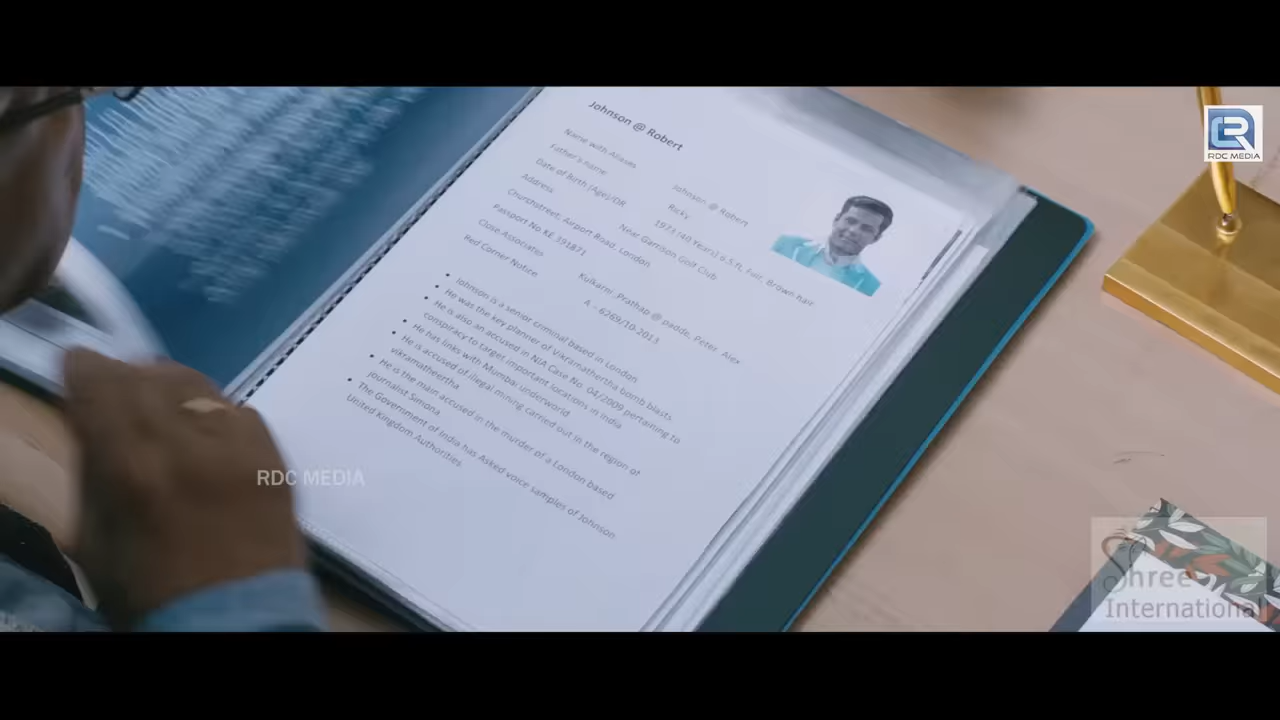 Johnson @ Robert
Name with Aliases Johnson @ Robert
Father's name Ricky
Date of Birth (Age)/DR 1973 (40 Years) 6.5 ft, Fair, Brown hair
Address Near Garrison Golf Club
Churchstreet, Airport Road, London
Passport No.KE 391871
Close Associates Kulkarni, Prathap @ padde, Peter, Alex
Red Corner Notice A - 6269/10-2013
• Johnson is a senior criminal based in London
• He was the key planner of Vikramatheertha bomb blasts
• He is also an accused in NIA Case No. 04/2009 pertaining to
conspiracy to target important locations in India
• He has links with Mumbai underworld
• He is accused of illegal mining carried out in the region of
vikramatheertha
• He is the main accused in the murder of a London based
journalist Simona
• The Government of India has Asked voice samples of Johnson
United Kingdom Authorities
RDC MEDIA
RDC MEDIA
Shree
International